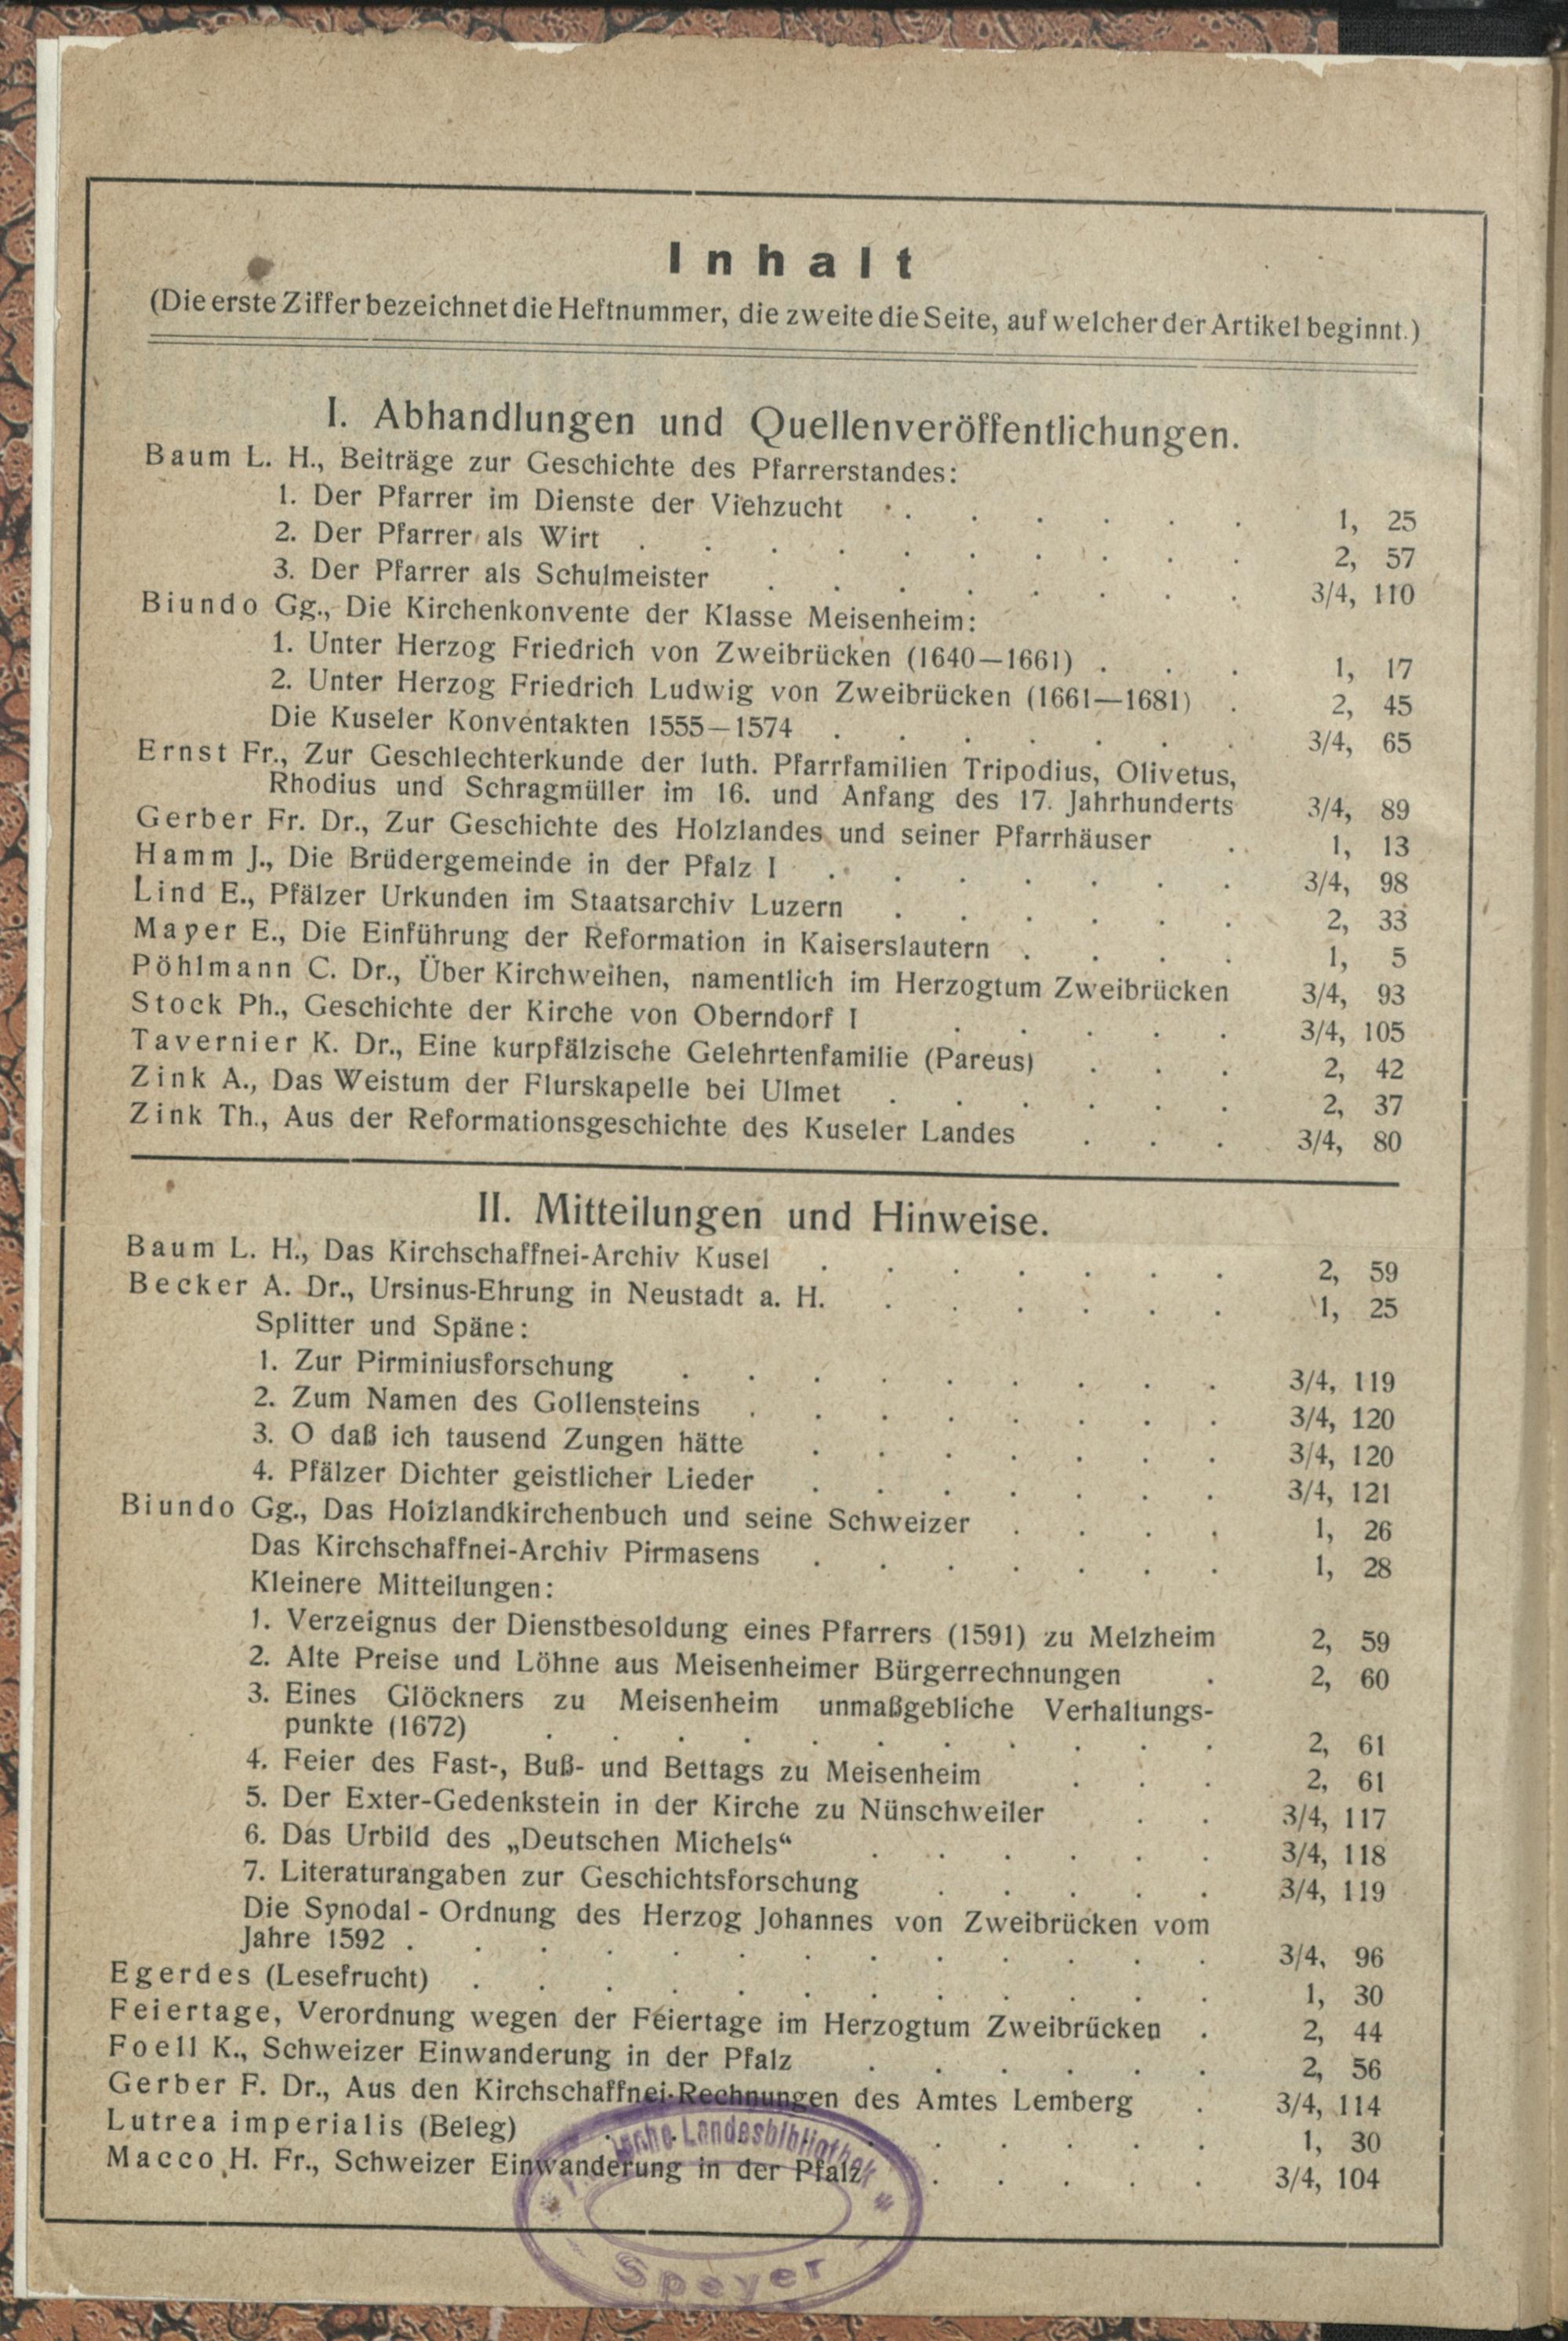 Inhalt
(Die erste Ziffer bezeichnet die Heftnummer, die zweite die Seite, auf welcher der Artikel beginnt.)
I. Abhandlungen und Quellenveröffentlichungen.
Baum L. H., Beiträge zur Geschichte des Pfarrerstandes:
1. Der Pfarrer im Dienste der Viehzucht . . . . . . 1, 25
2. Der Pfarrer als Wirt . . . . . . . . . . 2, 57
3. Der Pfarrer als Schulmeister . . . . . . . . 3/4, 110
Biundo Gg., Die Kirchenkonvente der Klasse Meisenheim:
1. Unter Herzog Friedrich von Zweibrücken (1640—1661) . . . 1, 17
2. Unter Herzog Friedrich Ludwig von Zweibrücken (1661—1681) . 2, 45
Die Kuseler Konventakten 1555—1574 . . . . . . . 3/4, 65
Ernst Fr., Zur Geschlechterkunde der luth. Pfarrfamilien Tripodius, Olivetus,
Rhodius und Schragmüller im 16. und Anfang des 17. Jahrhunderts 3/4, 89
Gerber Fr. Dr., Zur Geschichte des Holzlandes und seiner Pfarrhäuser . 1, 13
Hamm J., Die Brüdergemeinde in der Pfalz I . . . . . . . 3/4, 98
Lind E., Pfälzer Urkunden im Staatsarchiv Luzern . . . . . . 2, 33
Mayer E., Die Einführung der Reformation in Kaiserslautern . . . . 1, 5
Pöhlmann C. Dr., Über Kirchweihen, namentlich im Herzogtum Zweibrücken 3/4, 93
Stock Ph., Geschichte der Kirche von Oberndorf I . . . . . 3/4, 105
Tavernier K. Dr., Eine kurpfälzische Gelehrtenfamilie (Pareus) . . . 2, 42
Zink A., Das Weistum der Flurskapelle bei Ulmet . . . . . . 2, 37
Zink Th., Aus der Reformationsgeschichte des Kuseler Landes . . . 3/4, 80
II. Mitteilungen und Hinweise.
Baum L. H., Das Kirchschaffnei-Archiv Kusel . . . . . . . 2, 59
Becker A. Dr., Ursinus-Ehrung in Neustadt a. H. . . . . . . 1, 25
Splitter und Späne:
1. Zur Pirminiusforschung . . . . . . . . . 3/4, 119
2. Zum Namen des Gollensteins . . . . . . . . 3/4, 120
3. O daß ich tausend Zungen hätte . . . . . . . 3/4, 120
4. Pfälzer Dichter geistlicher Lieder . . . . . . . 3/4, 121
Biundo Gg., Das Holzlandkirchenbuch und seine Schweizer . . . . 1, 26
Das Kirchschaffnei-Archiv Pirmasens . . . . . . . 1, 28
Kleinere Mitteilungen:
1. Verzeignus der Dienstbesoldung eines Pfarrers (1591) zu Melzheim 2, 59
2. Alte Preise und Löhne aus Meisenheimer Bürgerrechnungen . 2, 60
3. Eines Glöckners zu Meisenheim unmaßgebliche Verhaltungs-
punkte (1672) . . . . . . . . . . . 2, 61
4. Feier des Fast-, Buß- und Bettags zu Meisenheim . . . 2, 61
5. Der Exter-Gedenkstein in der Kirche zu Nünschweiler . . 3/4, 117
6. Das Urbild des „Deutschen Michels“ . . . . . . 3/4, 118
7. Literaturangaben zur Geschichtsforschung . . . . . 3/4, 119
Die Synodal-Ordnung des Herzog Johannes von Zweibrücken vom
Jahre 1592 . . . . . . . . . . . . . 3/4, 96
Egerdes (Lesefrucht) . . . . . . . . . . . . 1, 30
Feiertage, Verordnung wegen der Feiertage im Herzogtum Zweibrücken . 2, 44
Foell K., Schweizer Einwanderung in der Pfalz . . . . . . 2, 56
Gerber F. Dr., Aus den Kirchschaffnei-Rechnungen des Amtes Lemberg . 3/4, 114
Lutrea imperialis (Beleg) . . . . . . . . . . 1, 30
Macco H. Fr., Schweizer Einwanderung in der Pfalz . . . . . 3/4, 104
Landesbibliothek
Speyer